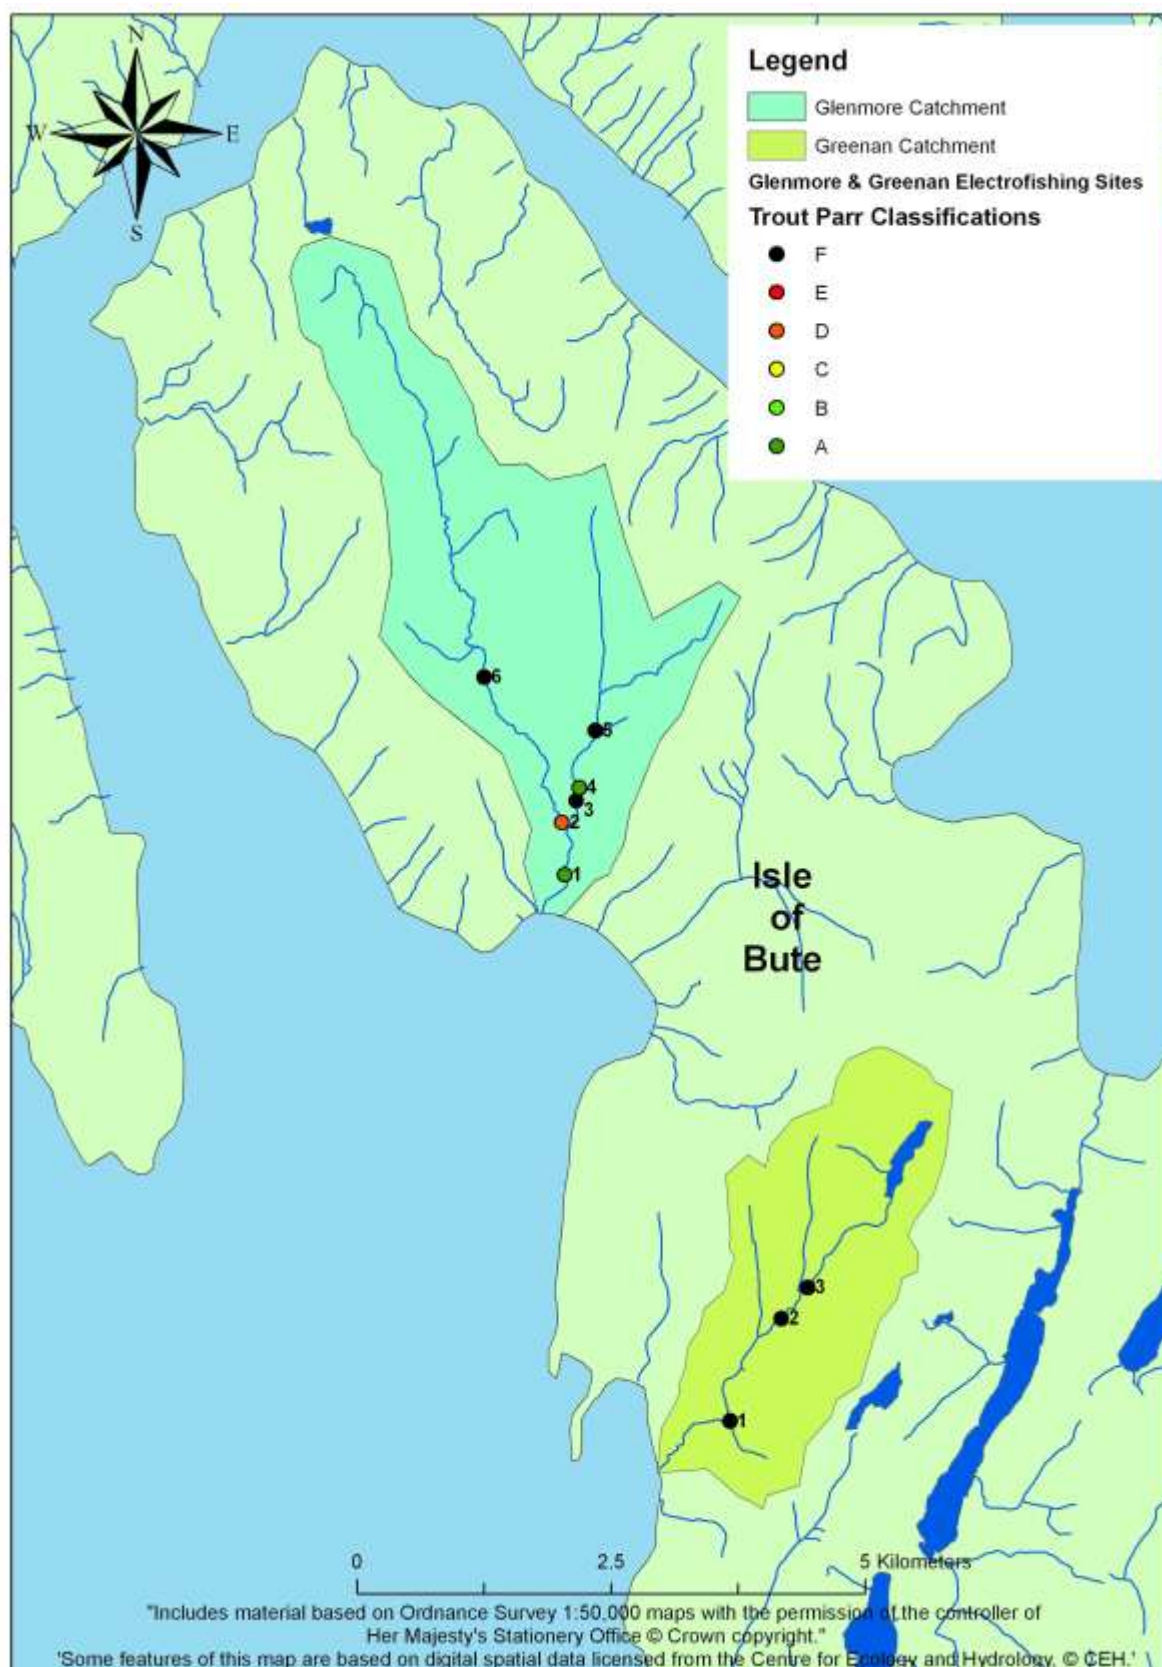 N
W E
S
Legend
Glenmore Catchment
Greenan Catchment
Glenmore & Greenan Electrofishing Sites
Trout Parr Classifications
F
E
D
C
B
A
6
5
4
3
2
1
Isle
of
Bute
3
2
1
0 2.5 5 Kilometers
"Includes material based on Ordnance Survey 1:50,000 maps with the permission of the controller of
Her Majesty's Stationery Office © Crown copyright."
'Some features of this map are based on digital spatial data licensed from the Centre for Ecology and Hydrology, © CEH.'